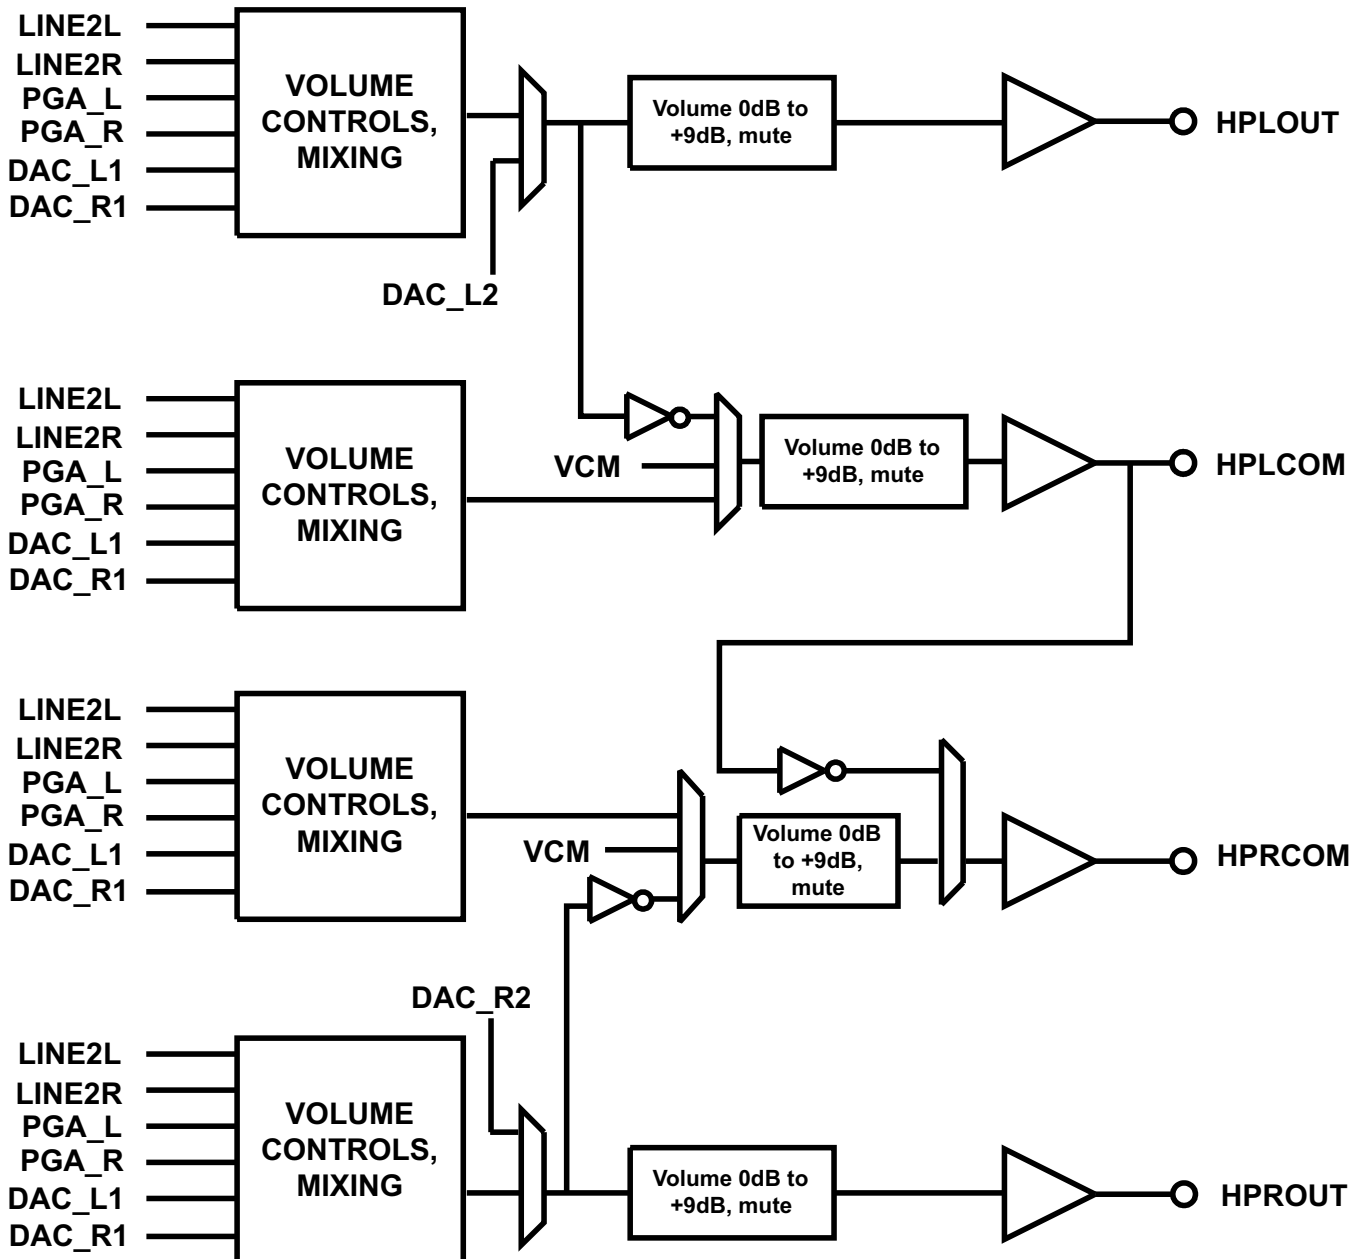 LINE2L
LINE2R
PGA_L
PGA_R
DAC_L1
DAC_R1
VOLUME
CONTROLS,
MIXING
DAC_L2
Volume 0dB to
+9dB, mute
HPLOUT
LINE2L
LINE2R
PGA_L
PGA_R
DAC_L1
DAC_R1
VOLUME
CONTROLS,
MIXING
VCM
Volume 0dB to
+9dB, mute
HPLCOM
LINE2L
LINE2R
PGA_L
PGA_R
DAC_L1
DAC_R1
VOLUME
CONTROLS,
MIXING
VCM
Volume 0dB
to +9dB,
mute
HPRCOM
DAC_R2
LINE2L
LINE2R
PGA_L
PGA_R
DAC_L1
DAC_R1
VOLUME
CONTROLS,
MIXING
Volume 0dB to
+9dB, mute
HPROUT